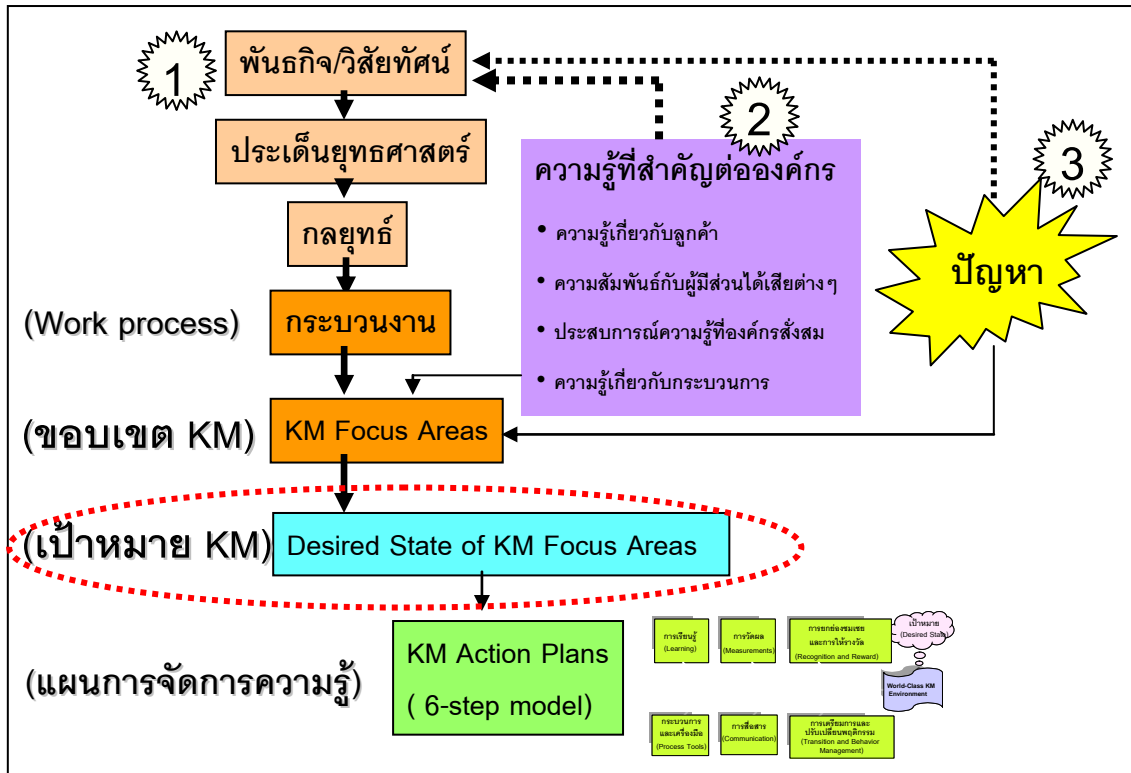 1
พันธกิจ/วิสัยทัศน์
ประเด็นยุทธศาสตร์
กลยุทธ์
(Work process)
กระบวนงาน
(ขอบเขต KM)
KM Focus Areas
2
ความรู้ที่สำคัญต่อองค์กร
• ความรู้เกี่ยวกับลูกค้า
• ความสัมพันธ์กับผู้มีส่วนได้เสียต่างๆ
• ประสบการณ์ความรู้ที่องค์กรสั่งสม
• ความรู้เกี่ยวกับกระบวนการ
3
ปัญหา
(เป้าหมาย KM)
Desired State of KM Focus Areas
(แผนการจัดการความรู้)
KM Action Plans
( 6-step model)
การเรียนรู้
(Learning)
การวัดผล
(Measurements)
การยกย่องชมเชย
และการให้รางวัล
(Recognition and Reward)
เป้าหมาย
(Desired State)
World-Class KM
Environment
กระบวนการ
และเครื่องมือ
(Process Tools)
การสื่อสาร
(Communication)
การเตรียมการและ
ปรับเปลี่ยนพฤติกรรม
(Transition and Behavior
Management)